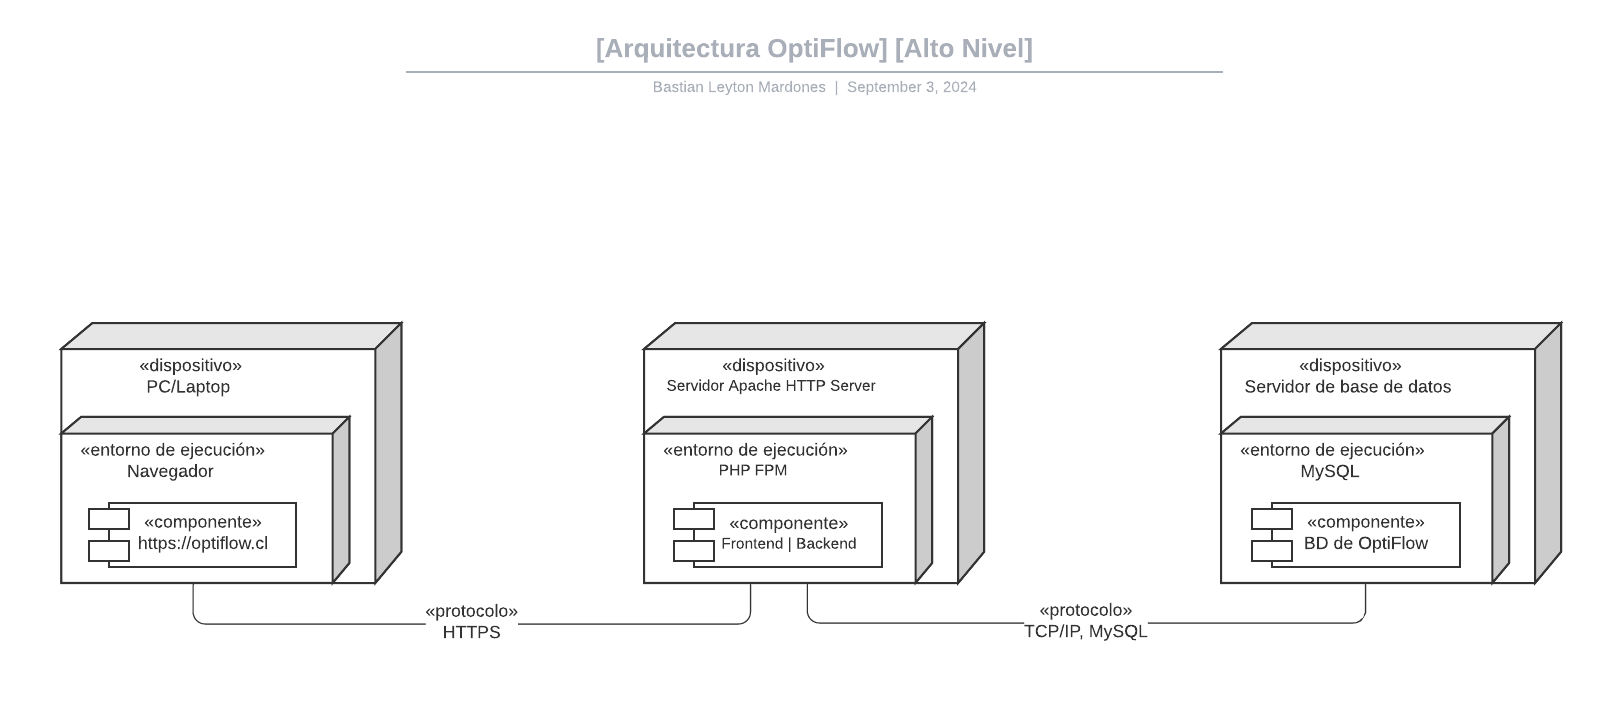 [Arquitectura OptiFlow] [Alto Nivel]
Bastian Leyton Mardones | September 3, 2024
«dispositivo»
PC/Laptop
«entorno de ejecución»
Navegador
«componente»
https://optiflow.cl
«dispositivo»
Servidor Apache HTTP Server
«entorno de ejecución»
PHP FPM
«componente»
Frontend | Backend
«dispositivo»
Servidor de base de datos
«entorno de ejecución»
MySQL
«componente»
BD de OptiFlow
«protocolo»
HTTPS
«protocolo»
TCP/IP, MySQL